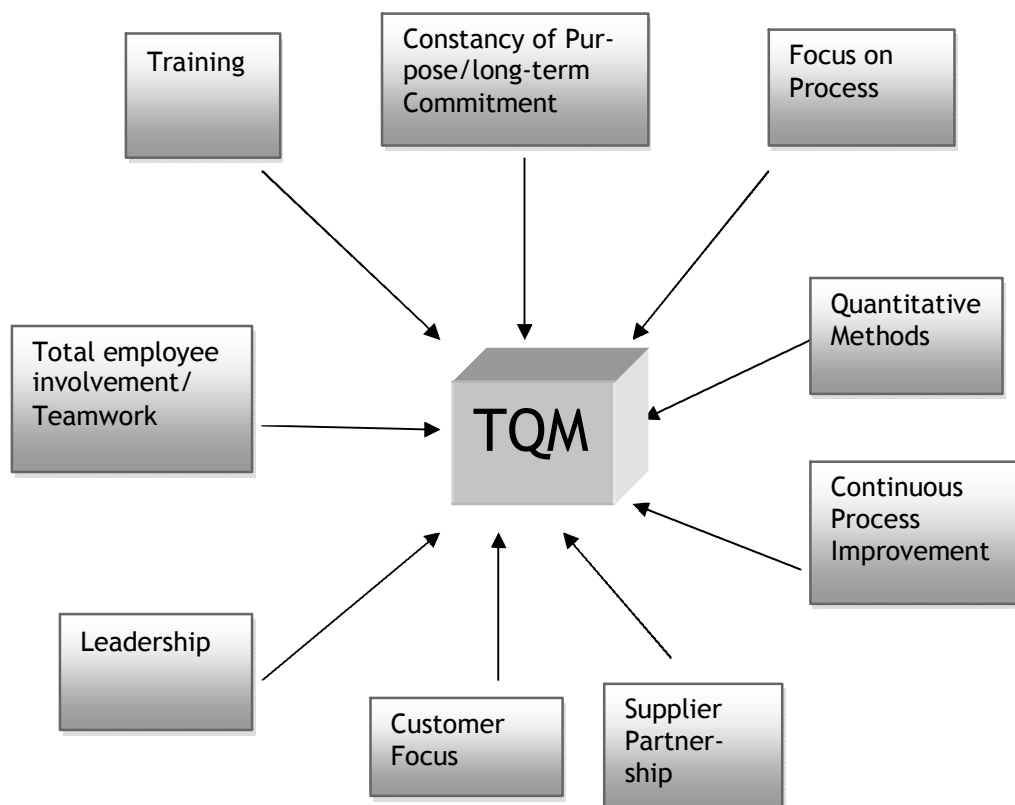 Training
Constancy of Pur-
pose/long-term
Commitment
Focus on
Process
Total employee
involvement/
Teamwork
TQM
Quantitative
Methods
Continuous
Process
Improvement
Leadership
Customer
Focus
Supplier
Partner-
ship